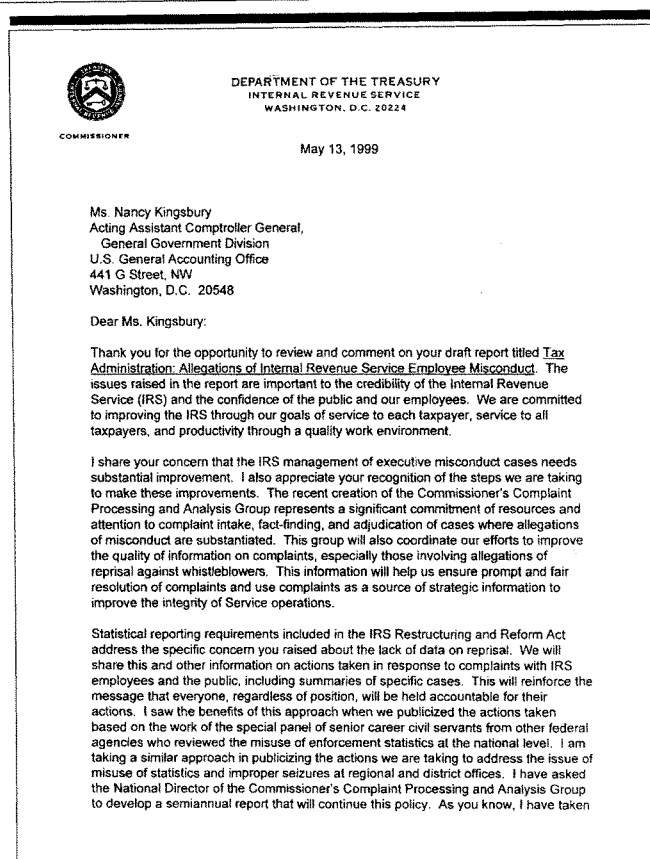 DEPARTMENT OF THE TREASURY
INTERNAL REVENUE SERVICE
WASHINGTON, D.C. 20224
COMMISSIONER
May 13, 1999
Ms. Nancy Kingsbury
Acting Assistant Comptroller General,
General Government Division
U.S. General Accounting Office
441 G Street, NW
Washington, D.C. 20548
Dear Ms. Kingsbury:
Thank you for the opportunity to review and comment on your draft report titled Tax
Administration: Allegations of Internal Revenue Service Employee Misconduct. The
issues raised in the report are important to the credibility of the Internal Revenue
Service (IRS) and the confidence of the public and our employees. We are committed
to improving the IRS through our goals of service to each taxpayer, service to all
taxpayers, and productivity through a quality work environment.
I share your concern that the IRS management of executive misconduct cases needs
substantial improvement. I also appreciate your recognition of the steps we are taking
to make these improvements. The recent creation of the Commissioner's Complaint
Processing and Analysis Group represents a significant commitment of resources and
attention to complaint intake, fact-finding, and adjudication of cases where allegations
of misconduct are substantiated. This group will also coordinate our efforts to improve
the quality of information on complaints, especially those involving allegations of
reprisal against whistleblowers. This information will help us ensure prompt and fair
resolution of complaints and use complaints as a source of strategic information to
improve the integrity of Service operations.
Statistical reporting requirements included in the IRS Restructuring and Reform Act
address the specific concern you raised about the lack of data on reprisal. We will
share this and other information on actions taken in response to complaints with IRS
employees and the public, including summaries of specific cases. This will reinforce the
message that everyone, regardless of position, will be held accountable for their
actions. I saw the benefits of this approach when we publicized the actions taken
based on the work of the special panel of senior career civil servants from other federal
agencies who reviewed the misuse of enforcement statistics at the national level. I am
taking a similar approach in publicizing the actions we are taking to address the issue of
misuse of statistics and improper seizures at regional and district offices. I have asked
the National Director of the Commissioner's Complaint Processing and Analysis Group
to develop a semiannual report that will continue this policy. As you know, I have taken